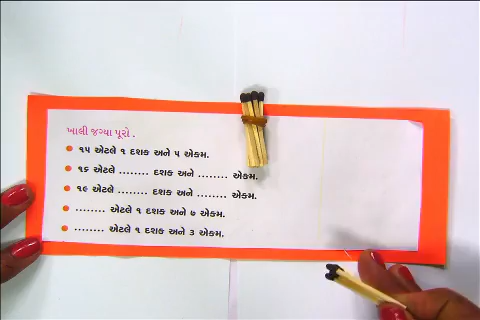 ખાલી જગ્યા પૂરો .
૧૫ એટલે ૧ દશક અને ૫ એકમ.
૧૬ એટલે ........ દશક અને ........ એકમ.
૧૯ એટલે ........ દશક અને ........ એકમ.
........ એટલે ૧ દશક અને ૭ એકમ.
........ એટલે ૧ દશક અને ૩ એકમ.